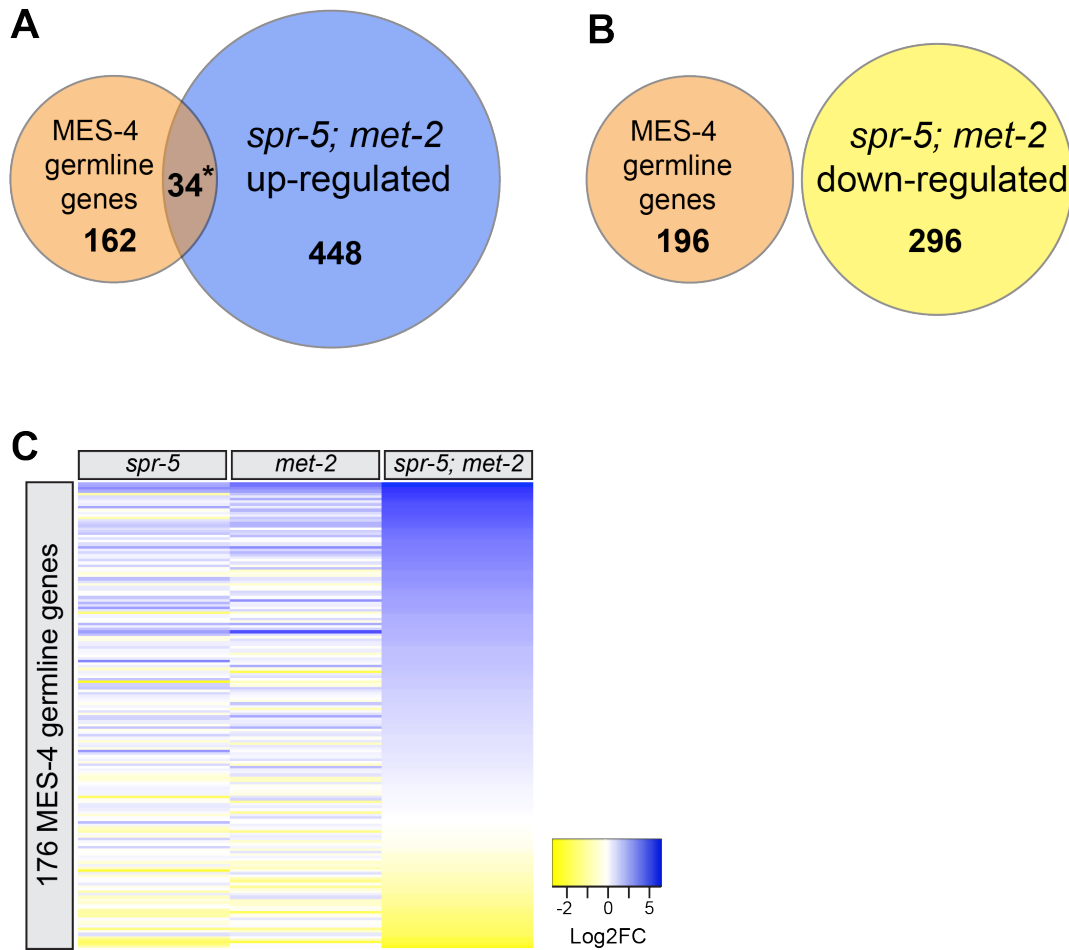 A
MES-4
germline
genes
162
34*
spr-5; met-2
up-regulated
448
B
MES-4
germline
genes
196
spr-5; met-2
down-regulated
296
C
spr-5 met-2 spr-5; met-2
176 MES-4 germline genes
-2 0 5
Log2FC